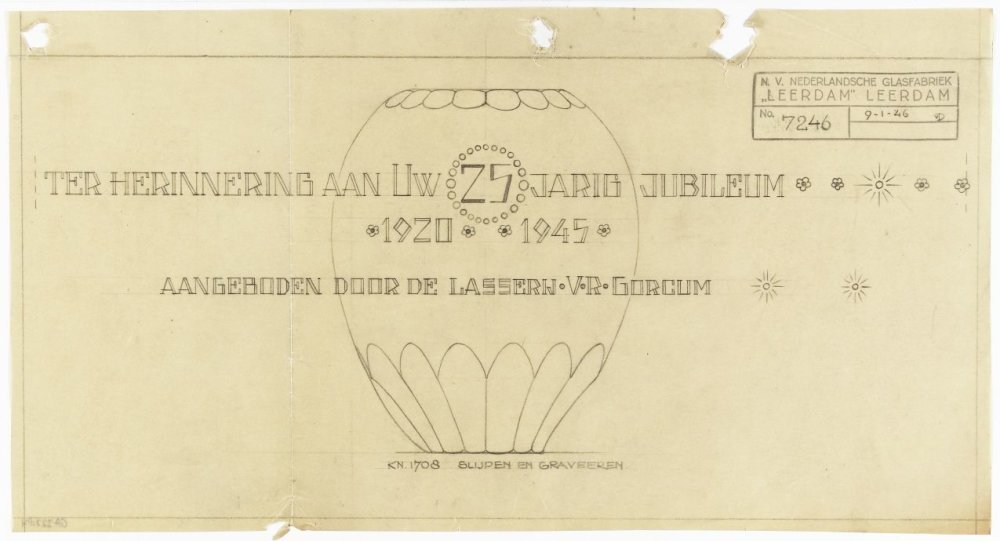 N. V. NEDERLANDSCHE GLASFABRIEK
„LEERDAM” LEERDAM
No. 7246
9-1-46
TER HERINNERING AAN UW 25 JARIG JUBILEUM
1920 1945
AANGEBODEN DOOR DE LASSERIJ·V·R·GORCUM
KN. 1708 SLIJPEN EN GRAVEEREN